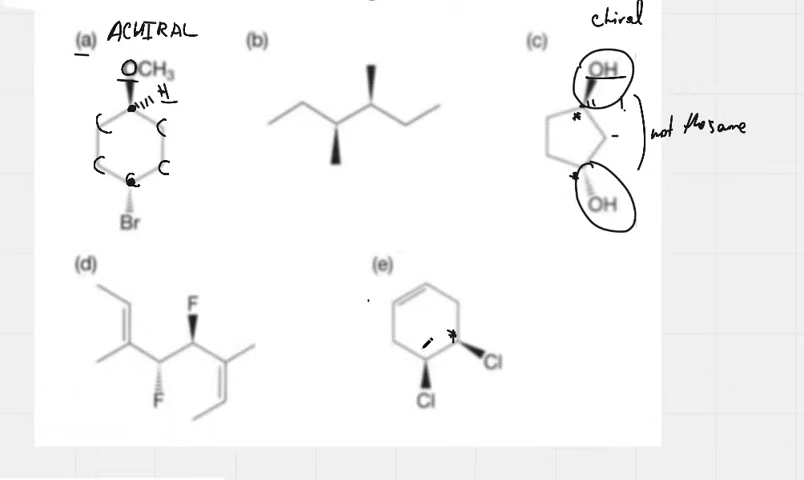 chiral
(a) ACHIRAL
(b)
(c)
OCH3
H
OH
C C
C C
C
not the same
OH
Br
(d)
(e)
F
Cl
F
Cl